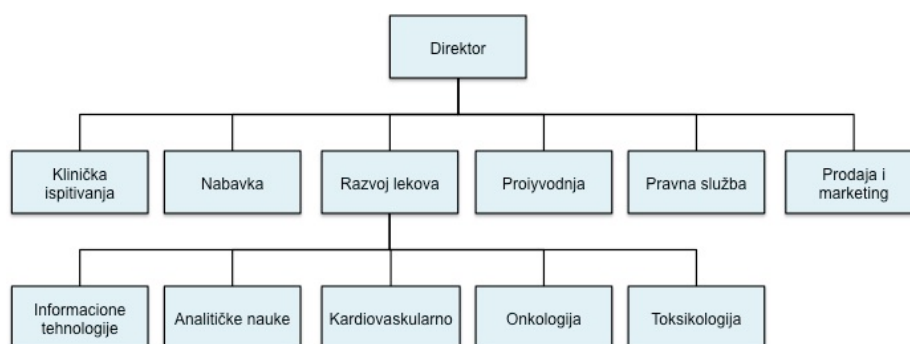 Direktor
Klinička
ispitivanja
Nabavka
Razvoj lekova
Proiyvodnja
Pravna služba
Prodaja i
marketing
Informacione
tehnologije
Analitičke nauke
Kardiovaskularno
Onkologija
Toksikologija